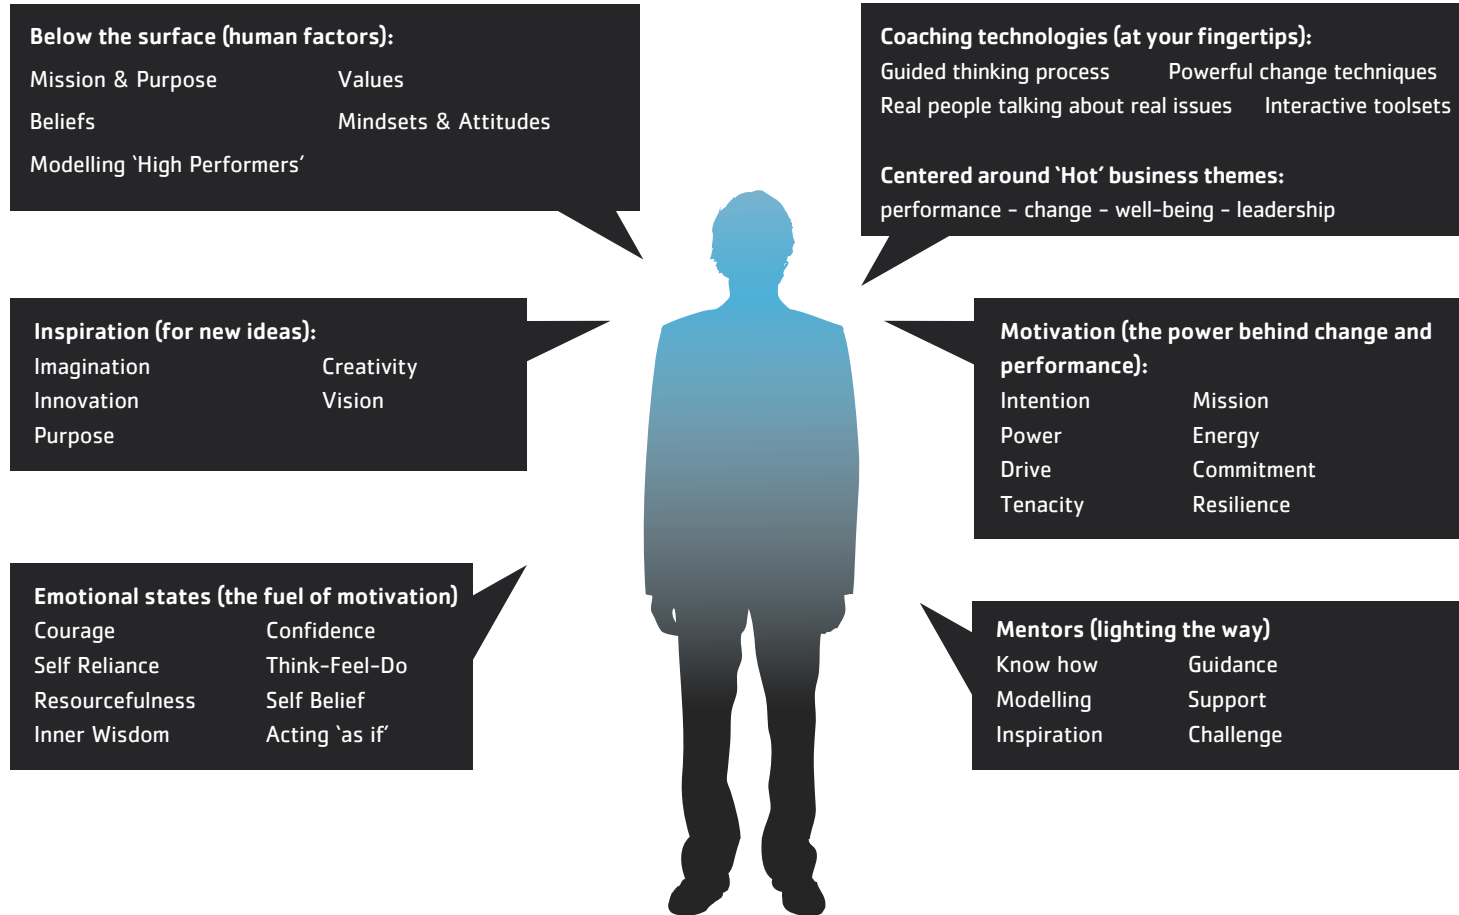 Below the surface (human factors):
Mission & Purpose Values
Beliefs Mindsets & Attitudes
Modelling ‘High Performers’
Coaching technologies (at your fingertips):
Guided thinking process Powerful change techniques
Real people talking about real issues Interactive toolsets
Centered around ‘Hot’ business themes:
performance - change - well-being - leadership
Inspiration (for new ideas):
Imagination Creativity
Innovation Vision
Purpose
Motivation (the power behind change and
performance):
Intention Mission
Power Energy
Drive Commitment
Tenacity Resilience
Emotional states (the fuel of motivation)
Courage Confidence
Self Reliance Think-Feel-Do
Resourcefulness Self Belief
Inner Wisdom Acting ‘as if’
Mentors (lighting the way)
Know how Guidance
Modelling Support
Inspiration Challenge